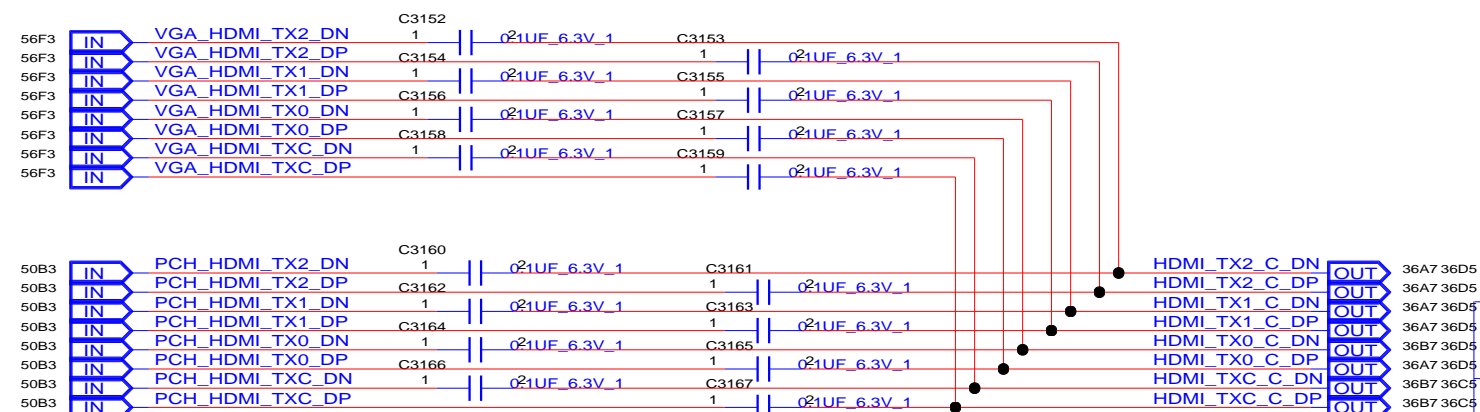 C3152
56F3 IN VGA_HDMI_TX2_DN 1 2 0.1UF_6.3V_1 C3153
56F3 IN VGA_HDMI_TX2_DP C3154 1 2 0.1UF_6.3V_1
56F3 IN VGA_HDMI_TX1_DN 1 2 0.1UF_6.3V_1 C3155
56F3 IN VGA_HDMI_TX1_DP C3156 1 2 0.1UF_6.3V_1
56F3 IN VGA_HDMI_TX0_DN 1 2 0.1UF_6.3V_1 C3157
56F3 IN VGA_HDMI_TX0_DP C3158 1 2 0.1UF_6.3V_1
56F3 IN VGA_HDMI_TXC_DN 1 2 0.1UF_6.3V_1 C3159
56F3 IN VGA_HDMI_TXC_DP 1 2 0.1UF_6.3V_1
C3160
50B3 IN PCH_HDMI_TX2_DN 1 2 0.1UF_6.3V_1 C3161 HDMI_TX2_C_DN OUT 36A7 36D5
50B3 IN PCH_HDMI_TX2_DP C3162 1 2 0.1UF_6.3V_1 HDMI_TX2_C_DP OUT 36A7 36D5
50B3 IN PCH_HDMI_TX1_DN 1 2 0.1UF_6.3V_1 C3163 HDMI_TX1_C_DN OUT 36A7 36D5
50B3 IN PCH_HDMI_TX1_DP C3164 1 2 0.1UF_6.3V_1 HDMI_TX1_C_DP OUT 36A7 36D5
50B3 IN PCH_HDMI_TX0_DN 1 2 0.1UF_6.3V_1 C3165 HDMI_TX0_C_DN OUT 36B7 36D5
50B3 IN PCH_HDMI_TX0_DP C3166 1 2 0.1UF_6.3V_1 HDMI_TX0_C_DP OUT 36A7 36D5
50B3 IN PCH_HDMI_TXC_DN 1 2 0.1UF_6.3V_1 C3167 HDMI_TXC_C_DN OUT 36B7 36C5
50B3 IN PCH_HDMI_TXC_DP 1 2 0.1UF_6.3V_1 HDMI_TXC_C_DP OUT 36B7 36C5